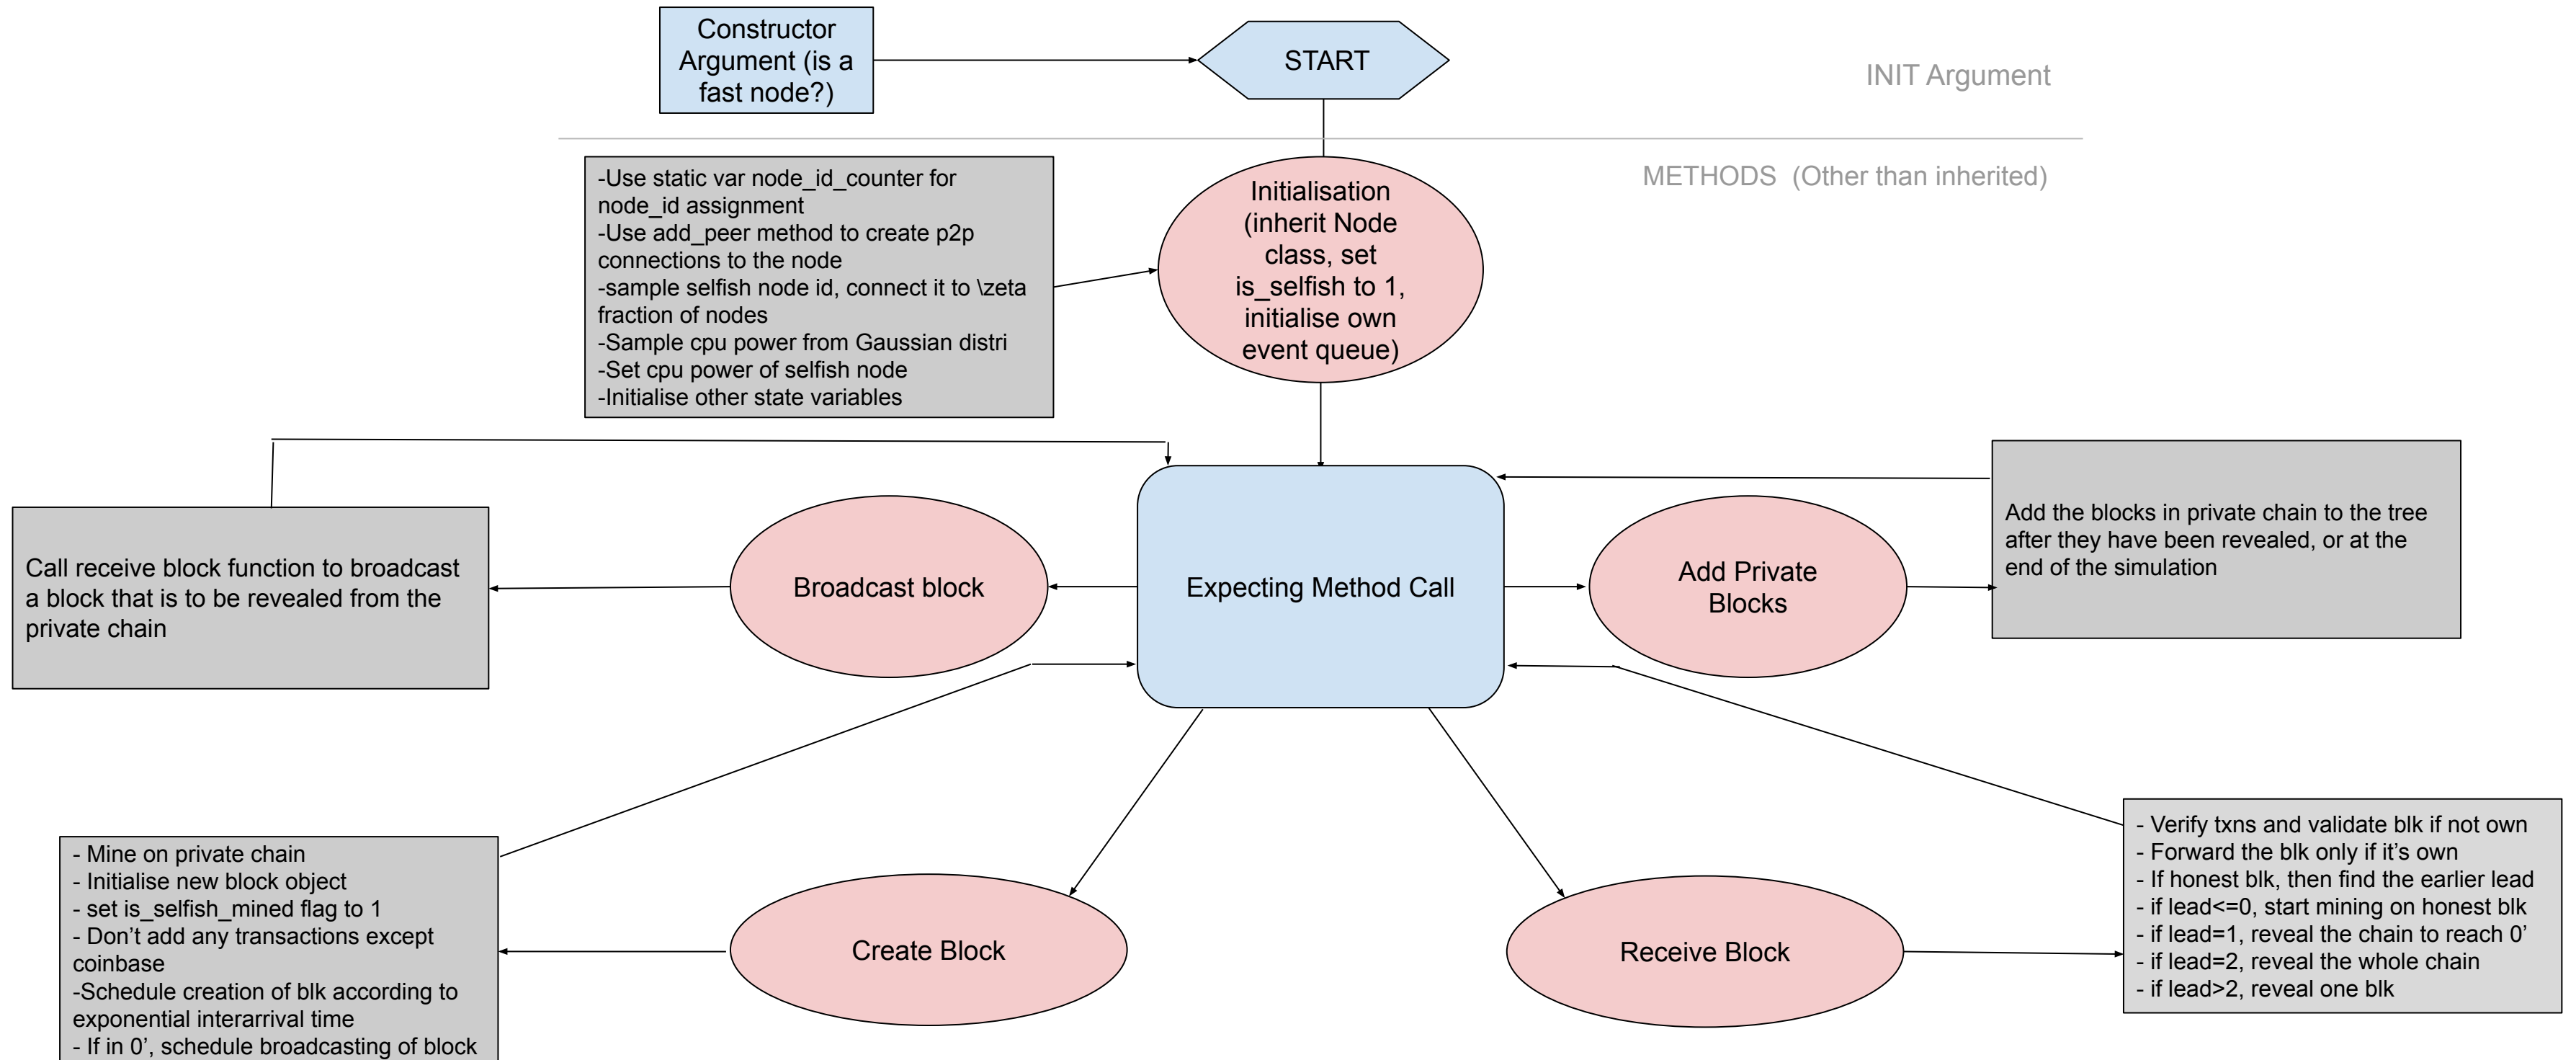 Constructor
Argument (is a
fast node?)
START
INIT Argument
METHODS  (Other than inherited)
-Use static var node_id_counter for
node_id assignment
-Use add_peer method to create p2p
connections to the node
-sample selfish node id, connect it to \zeta
fraction of nodes
-Sample cpu power from Gaussian distri
-Set cpu power of selfish node
-Initialise other state variables
Initialisation
(inherit Node
class, set
is_selfish to 1,
initialise own
event queue)
Call receive block function to broadcast
a block that is to be revealed from the
private chain
Broadcast block
Expecting Method Call
Add Private
Blocks
Add the blocks in private chain to the tree
after they have been revealed, or at the
end of the simulation
- Mine on private chain
- Initialise new block object
- set is_selfish_mined flag to 1
- Don’t add any transactions except
coinbase
-Schedule creation of blk according to
exponential interarrival time
- If in 0’, schedule broadcasting of block
Create Block
Receive Block
- Verify txns and validate blk if not own
- Forward the blk only if it’s own
- If honest blk, then find the earlier lead
- if lead<=0, start mining on honest blk
- if lead=1, reveal the chain to reach 0’
- if lead=2, reveal the whole chain
- if lead>2, reveal one blk